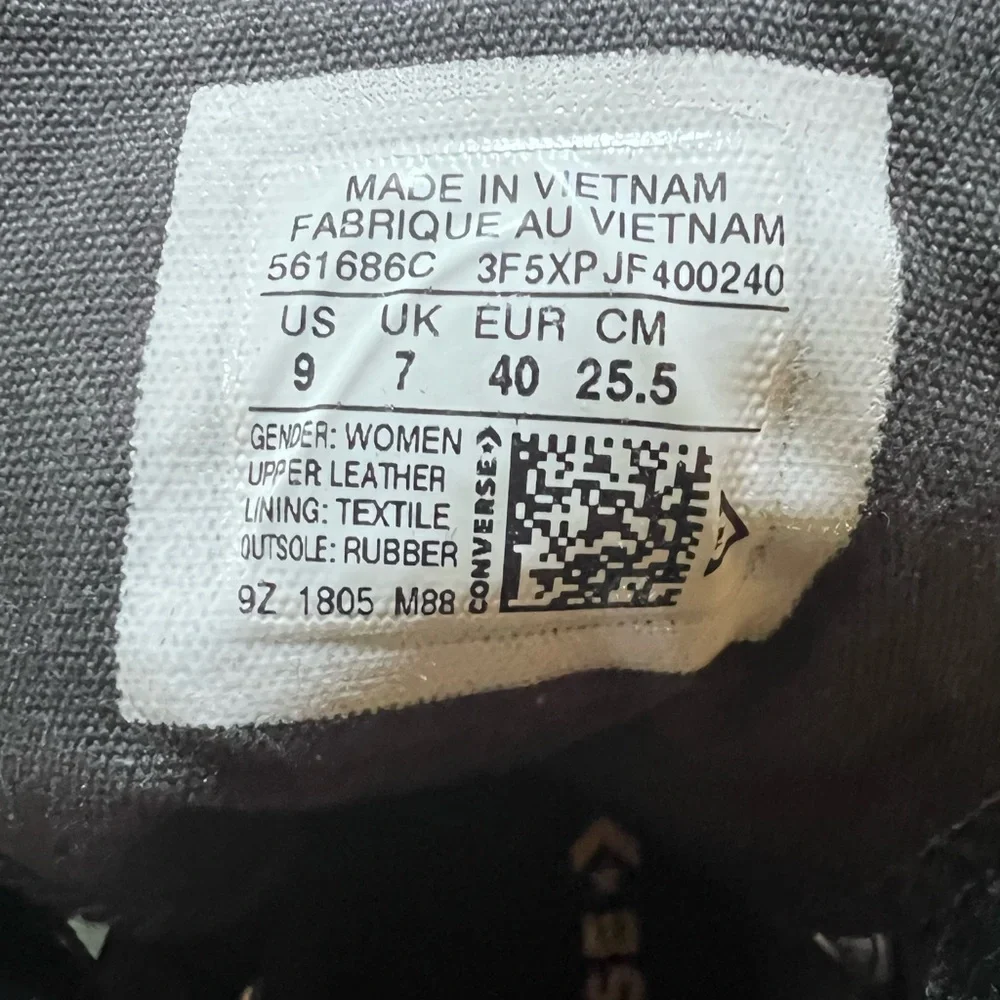 MADE IN VIETNAM
FABRIQUE AU VIETNAM
561686C 3F5XPJF400240
US UK EUR CM
9 7 40 25.5
GENDER: WOMEN
UPPER LEATHER
LINING: TEXTILE
OUTSOLE: RUBBER
9Z 1805 M88
CONVERSE